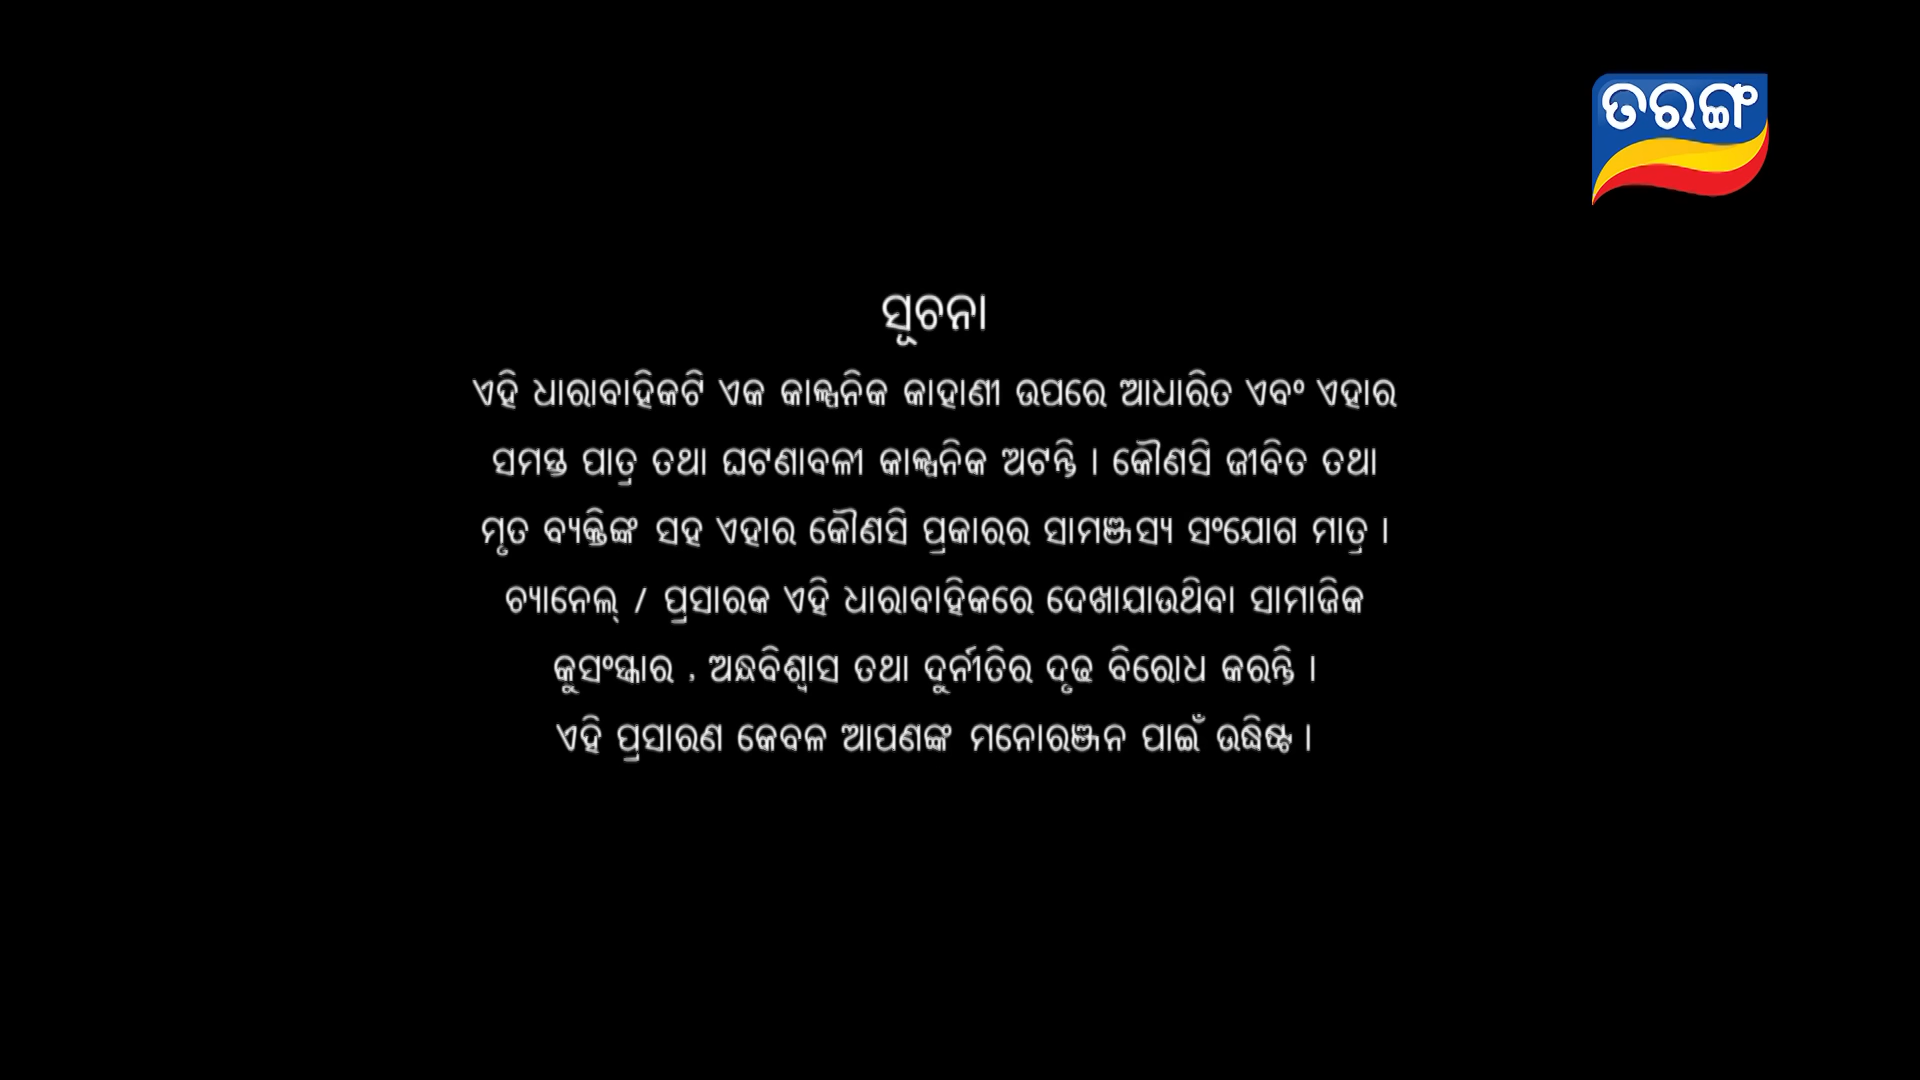 ତରଙ୍ଗ
ସୂଚନା
ଏହି ଧାରାବାହିକଟି ଏକ କାଳ୍ପନିକ କାହାଣୀ ଉପରେ ଆଧାରିତ ଏବଂ ଏହାର
ସମସ୍ତ ପାତ୍ର ତଥା ଘଟଣାବଳୀ କାଳ୍ପନିକ ଅଟନ୍ତି । କୌଣସି ଜୀବିତ ତଥା
ମୃତ ବ୍ୟକ୍ତିଙ୍କ ସହ ଏହାର କୌଣସି ପ୍ରକାରର ସାମଞ୍ଜସ୍ୟ ସଂଯୋଗ ମାତ୍ର ।
ଚ୍ୟାନେଲ୍ / ପ୍ରସାରକ ଏହି ଧାରାବାହିକରେ ଦେଖାଯାଉଥିବା ସାମାଜିକ
କୁସଂସ୍କାର , ଅନ୍ଧବିଶ୍ୱାସ ତଥା ଦୁର୍ନୀତିର ଦୃଢ ବିରୋଧ କରନ୍ତି ।
ଏହି ପ୍ରସାରଣ କେବଳ ଆପଣଙ୍କ ମନୋରଞ୍ଜନ ପାଇଁ ଉଦ୍ଧିଷ୍ଟ ।